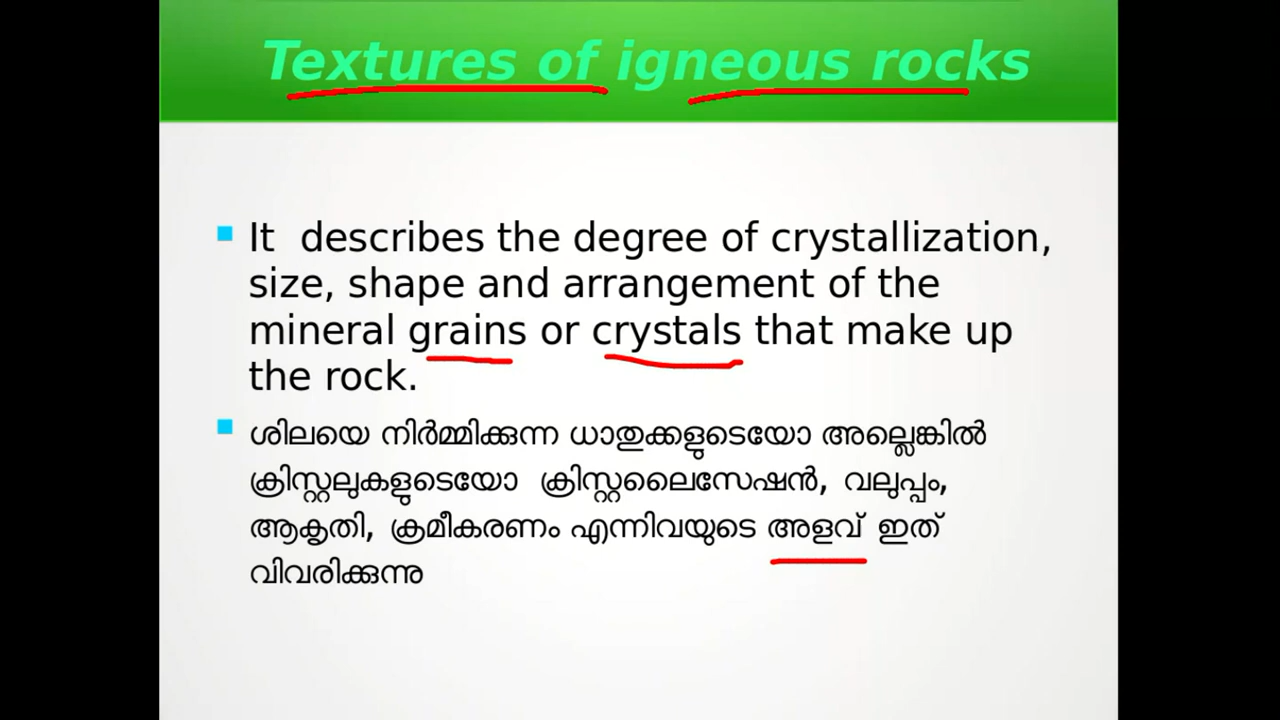 Textures of igneous rocks
It describes the degree of crystallization,
size, shape and arrangement of the
mineral grains or crystals that make up
the rock.
ശിലയെ നിർമ്മിക്കുന്ന ധാതുക്കളുടെയോ അല്ലെങ്കിൽ
ക്രിസ്റ്റലുകളുടെയോ ക്രിസ്റ്റലൈസേഷൻ, വലുപ്പം,
ആകൃതി, ക്രമീകരണം എന്നിവയുടെ അളവ് ഇത്
വിവരിക്കുന്നു